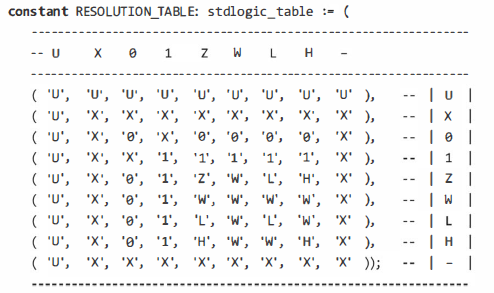 constant RESOLUTION_TABLE: stdlogic_table := (
---------------------------------------------------------
-- U X 0 1 Z W L H –
---------------------------------------------------------
( 'U', 'U', 'U', 'U', 'U', 'U', 'U', 'U', 'U' ), -- | U |
( 'U', 'X', 'X', 'X', 'X', 'X', 'X', 'X', 'X' ), -- | X |
( 'U', 'X', '0', 'X', '0', '0', '0', '0', 'X' ), -- | 0 |
( 'U', 'X', 'X', '1', '1', '1', '1', '1', 'X' ), -- | 1 |
( 'U', 'X', '0', '1', 'Z', 'W', 'L', 'H', 'X' ), -- | Z |
( 'U', 'X', '0', '1', 'W', 'W', 'W', 'W', 'X' ), -- | W |
( 'U', 'X', '0', '1', 'L', 'W', 'L', 'W', 'X' ), -- | L |
( 'U', 'X', '0', '1', 'H', 'W', 'W', 'H', 'X' ), -- | H |
( 'U', 'X', 'X', 'X', 'X', 'X', 'X', 'X', 'X' )); -- | – |
---------------------------------------------------------